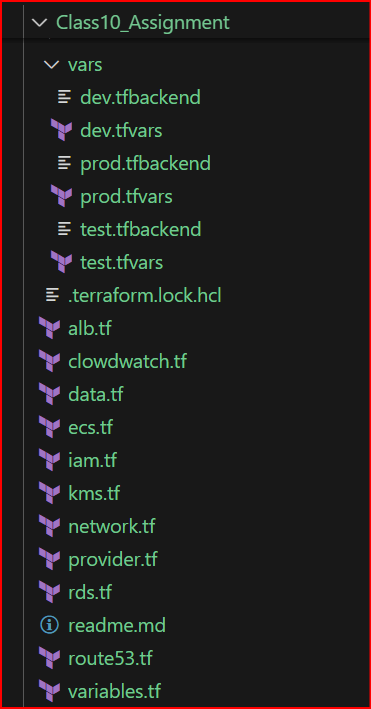 Class10_Assignment
vars
dev.tfbackend
dev.tfvars
prod.tfbackend
prod.tfvars
test.tfbackend
test.tfvars
.terraform.lock.hcl
alb.tf
clowdwatch.tf
data.tf
ecs.tf
iam.tf
kms.tf
network.tf
provider.tf
rds.tf
readme.md
route53.tf
variables.tf